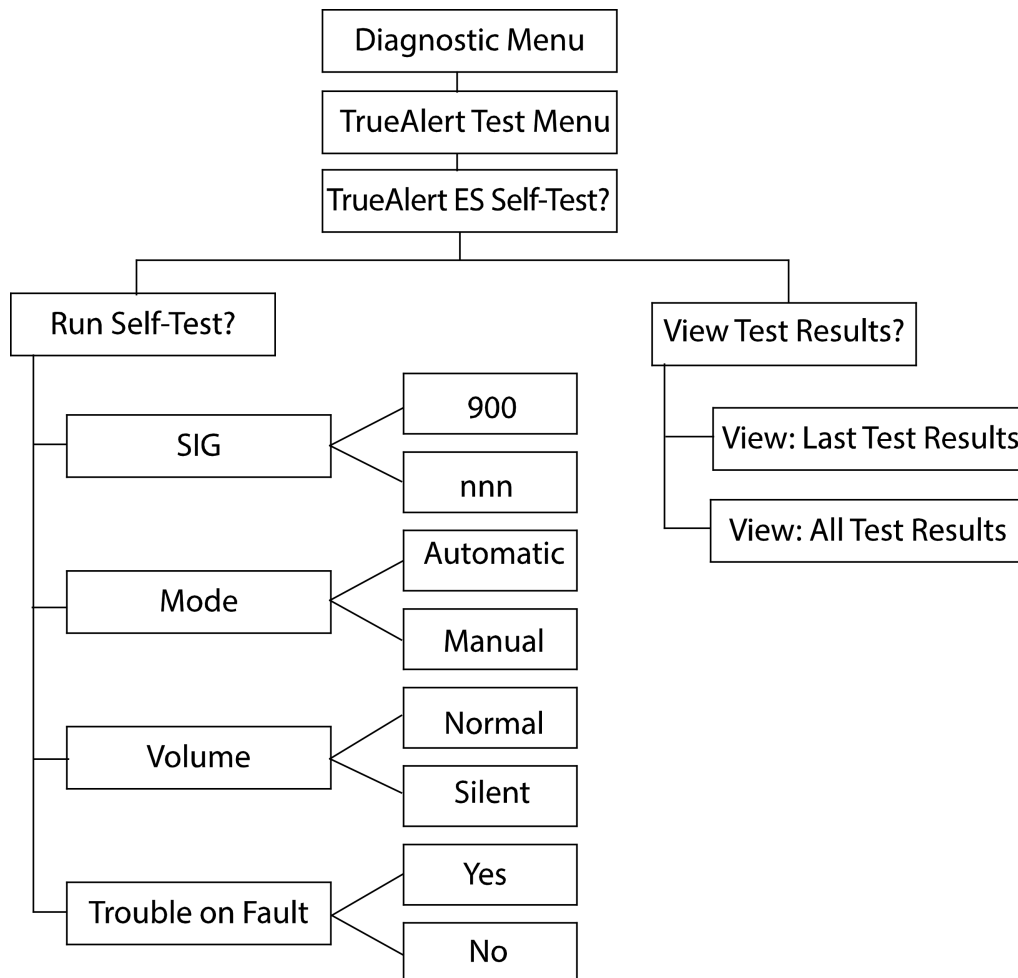 Diagnostic Menu
TrueAlert Test Menu
TrueAlert ES Self-Test?
Run Self-Test?
SIG
900
nnn
Mode
Automatic
Manual
Volume
Normal
Silent
Trouble on Fault
Yes
No
View Test Results?
View: Last Test Results
View: All Test Results